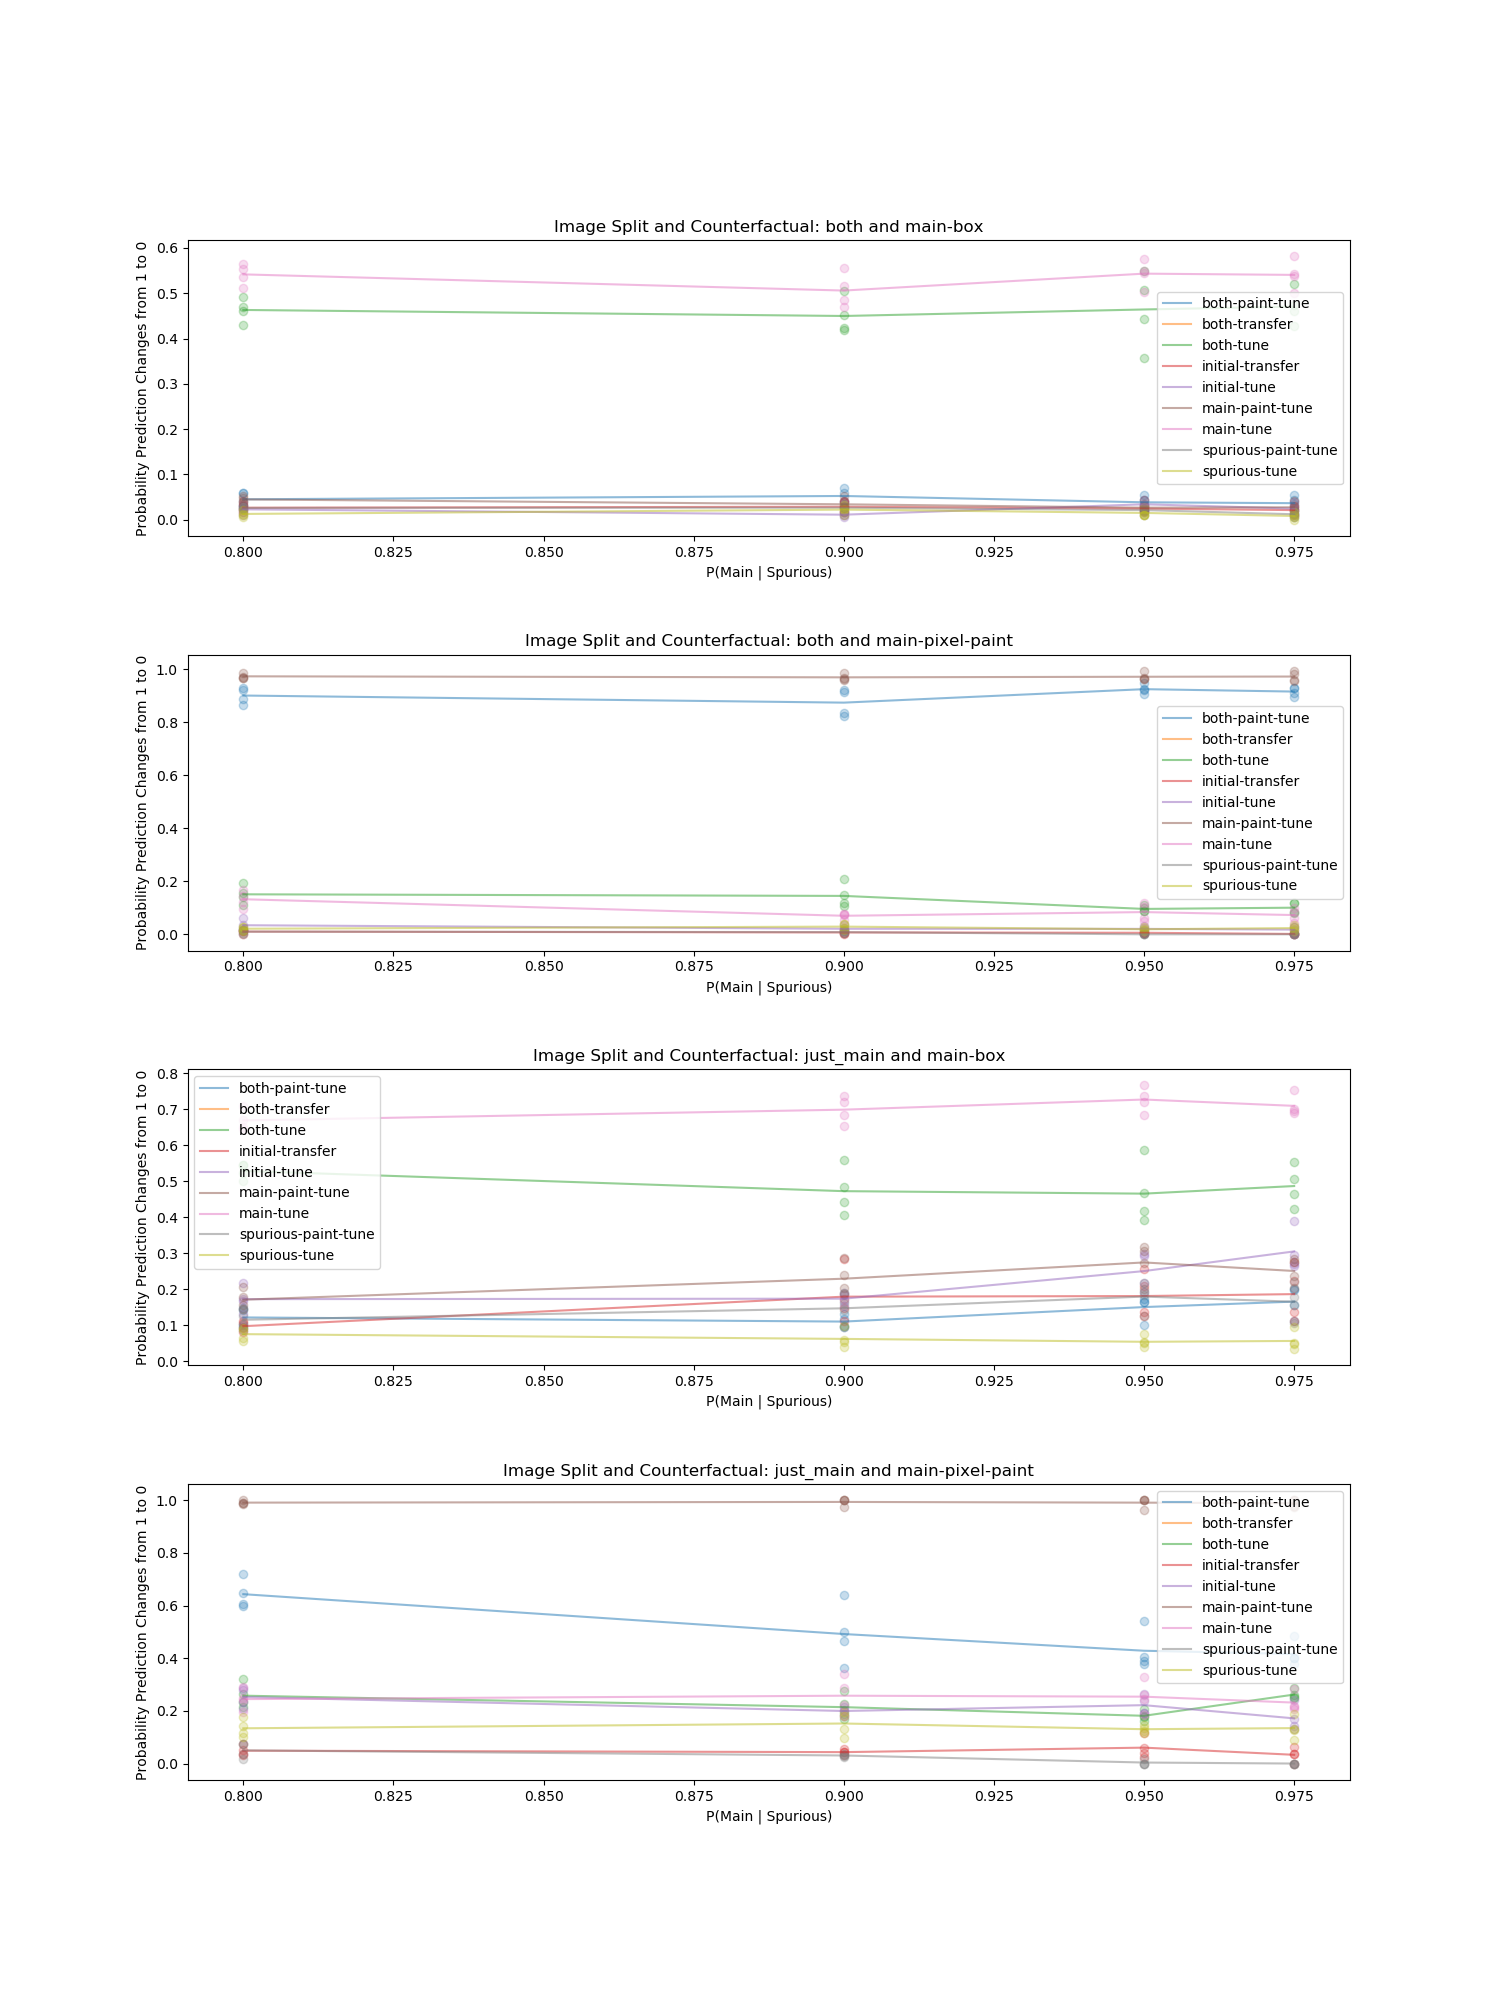 Image Split and Counterfactual: both and main-box
Probability Prediction Changes from 1 to 0
0.6
0.5
0.4
0.3
0.2
0.1
0.0
both-paint-tune
both-transfer
both-tune
initial-transfer
initial-tune
main-paint-tune
main-tune
spurious-paint-tune
spurious-tune
0.800 0.825 0.850 0.875 0.900 0.925 0.950 0.975
P(Main | Spurious)
Image Split and Counterfactual: both and main-pixel-paint
Probability Prediction Changes from 1 to 0
1.0
0.8
0.6
0.4
0.2
0.0
both-paint-tune
both-transfer
both-tune
initial-transfer
initial-tune
main-paint-tune
main-tune
spurious-paint-tune
spurious-tune
0.800 0.825 0.850 0.875 0.900 0.925 0.950 0.975
P(Main | Spurious)
Image Split and Counterfactual: just_main and main-box
Probability Prediction Changes from 1 to 0
0.8
0.7
0.6
0.5
0.4
0.3
0.2
0.1
0.0
both-paint-tune
both-transfer
both-tune
initial-transfer
initial-tune
main-paint-tune
main-tune
spurious-paint-tune
spurious-tune
0.800 0.825 0.850 0.875 0.900 0.925 0.950 0.975
P(Main | Spurious)
Image Split and Counterfactual: just_main and main-pixel-paint
Probability Prediction Changes from 1 to 0
1.0
0.8
0.6
0.4
0.2
0.0
both-paint-tune
both-transfer
both-tune
initial-transfer
initial-tune
main-paint-tune
main-tune
spurious-paint-tune
spurious-tune
0.800 0.825 0.850 0.875 0.900 0.925 0.950 0.975
P(Main | Spurious)